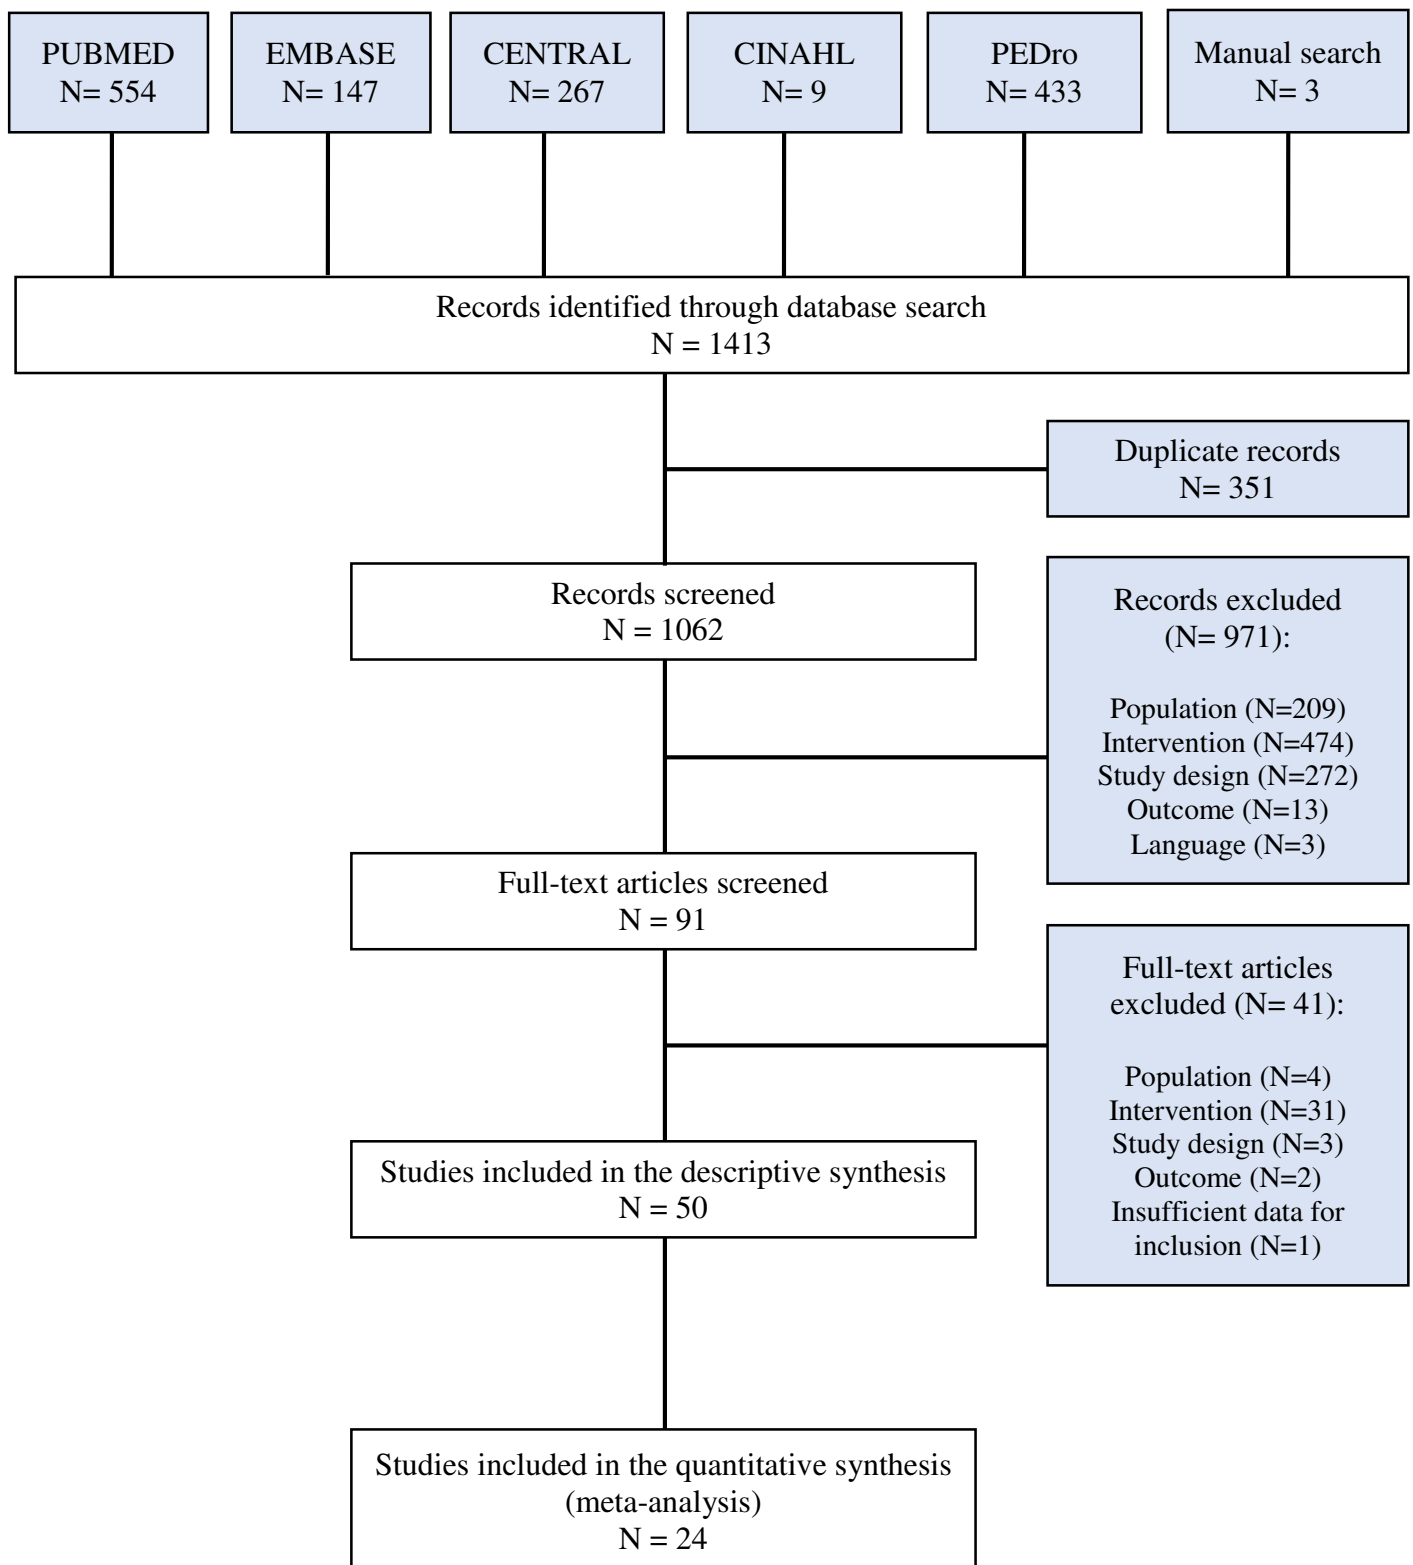 PUBMED
N= 554
EMBASE
N= 147
CENTRAL
N= 267
CINAHL
N= 9
PEDro
N= 433
Manual search
N= 3
Records identified through database search
N = 1413
Duplicate records
N= 351
Records screened
N = 1062
Records excluded
(N= 971):
Population (N=209)
Intervention (N=474)
Study design (N=272)
Outcome (N=13)
Language (N=3)
Full-text articles screened
N = 91
Full-text articles
excluded (N= 41):
Population (N=4)
Intervention (N=31)
Study design (N=3)
Outcome (N=2)
Insufficient data for
inclusion (N=1)
Studies included in the descriptive synthesis
N = 50
Studies included in the quantitative synthesis
(meta-analysis)
N = 24